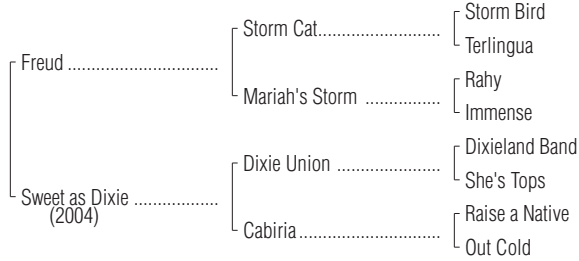 Storm Bird
Storm Cat..........................
Terlingua
Freud ................................
Rahy
Mariah's Storm ................
Immense
Dixieland Band
Dixie Union ......................
She's Tops
Sweet as Dixie ..................
(2004)
Raise a Native
Cabiria..............................
Out Cold